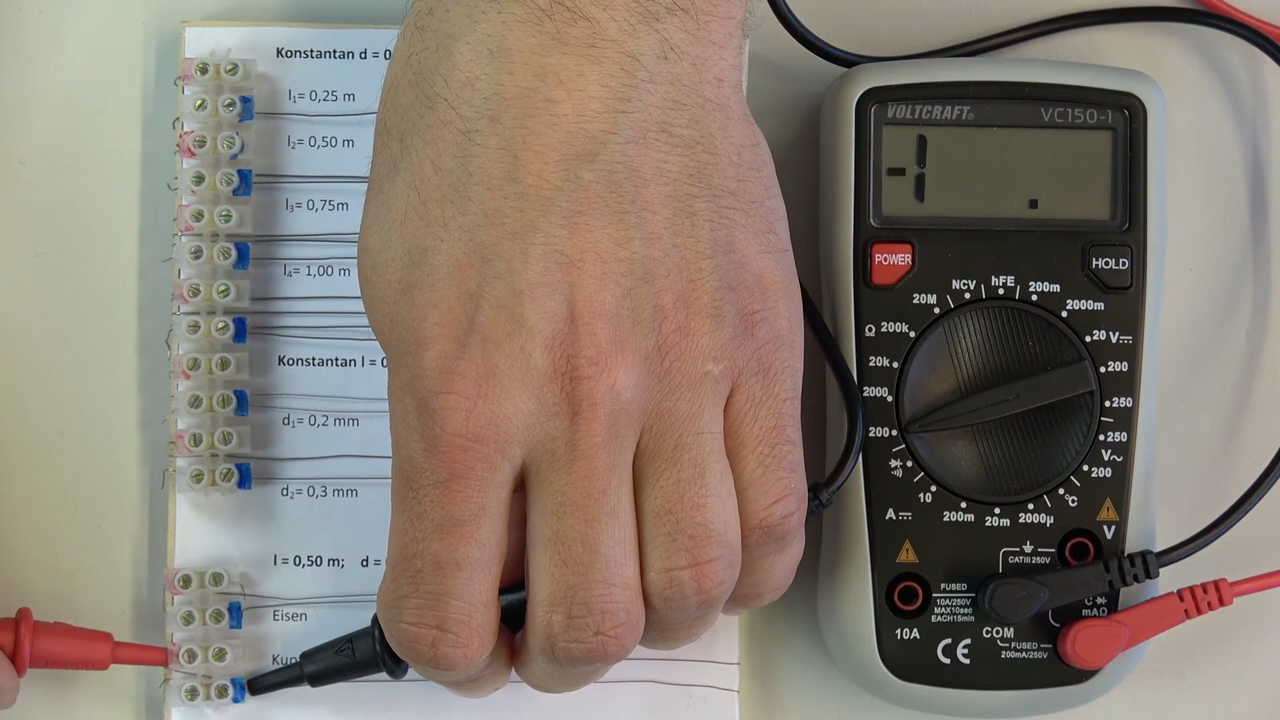 Konstantan d = 0
l₁= 0,25 m
l₂= 0,50 m
l₃= 0,75m
l₄= 1,00 m
Konstantan l = 0
d₁= 0,2 mm
d₂= 0,3 mm
l = 0,50 m; d =
Eisen
VOLTCRAFT®
VC150-1
POWER
HOLD
NCV
hFE
200m
2000m
20 V
200
250
250
V~
200
°C
2000µ
20m
200m
A
10
200
2000
20k
Ω 200k
20M
CATIII 250V
V
FUSED
10A/250V
MAX10sec
EACH15min
10A
COM
C
mAΩ
FUSED
200mA/250V
CE